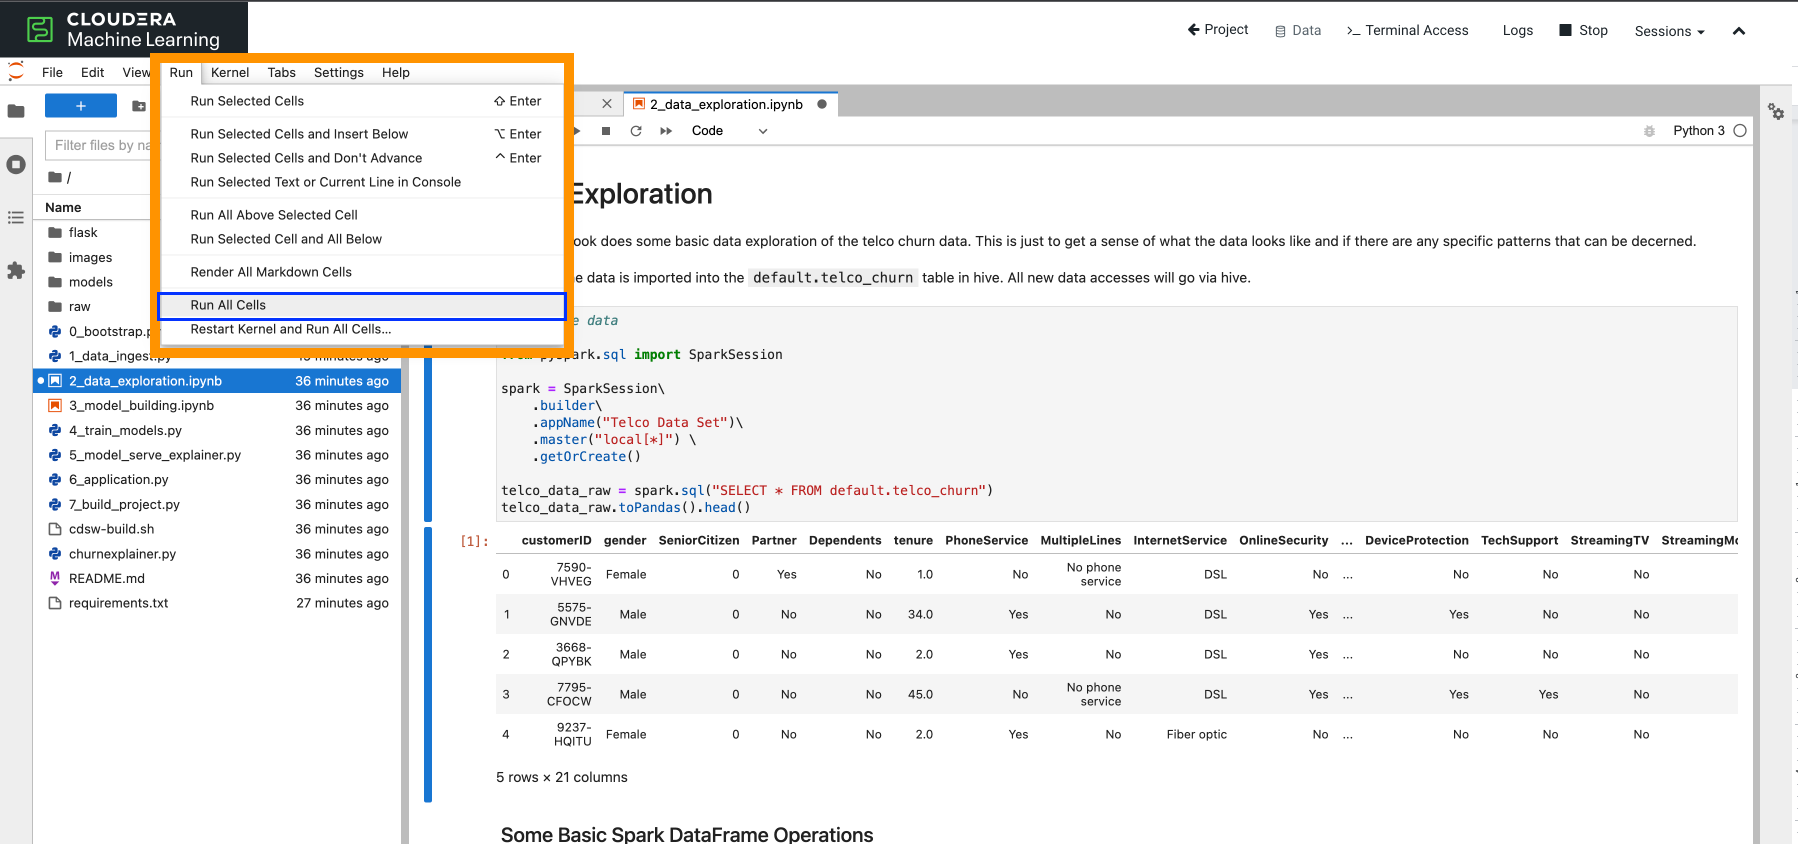 CLOUDERA
Machine Learning
Project
Data
Terminal Access
Logs
Stop
Sessions
File Edit View Run Kernel Tabs Settings Help
Run Selected Cells Enter
Run Selected Cells and Insert Below ⌥ Enter
Run Selected Cells and Don't Advance ^ Enter
Run Selected Text or Current Line in Console
Run All Above Selected Cell
Run Selected Cell and All Below
Render All Markdown Cells
Run All Cells
Restart Kernel and Run All Cells...
+
Filter files by na
/
Name
flask
images
models
raw
0_bootstrap.p
1_data_ingest.py
2_data_exploration.ipynb 36 minutes ago
3_model_building.ipynb 36 minutes ago
4_train_models.py 36 minutes ago
5_model_serve_explainer.py 36 minutes ago
6_application.py 36 minutes ago
7_build_project.py 36 minutes ago
cdsw-build.sh 36 minutes ago
churnexplainer.py 36 minutes ago
README.md 36 minutes ago
requirements.txt 27 minutes ago
2_data_exploration.ipynb
Code
Python 3
Exploration
ook does some basic data exploration of the telco churn data. This is just to get a sense of what the data looks like and if there are any specific patterns that can be decerned.
e data is imported into the default.telco_churn table in hive. All new data accesses will go via hive.
e data
pyspark.sql import SparkSession
spark = SparkSession\
.builder\
.appName("Telco Data Set")\
.master("local[*]") \
.getOrCreate()
telco_data_raw = spark.sql("SELECT * FROM default.telco_churn")
telco_data_raw.toPandas().head()
[1]:
customerID gender SeniorCitizen Partner Dependents tenure PhoneService MultipleLines InternetService OnlineSecurity ... DeviceProtection TechSupport StreamingTV StreamingMo
0 7590-VHVEG Female 0 Yes No 1.0 No No phone service DSL No ... No No No
1 5575-GNVDE Male 0 No No 34.0 Yes No DSL Yes ... Yes No No
2 3668-QPYBK Male 0 No No 2.0 Yes No DSL Yes ... No No No
3 7795-CFOCW Male 0 No No 45.0 No No phone service DSL Yes ... Yes Yes No
4 9237-HQITU Female 0 No No 2.0 Yes No Fiber optic No ... No No No
5 rows × 21 columns
Some Basic Spark DataFrame Operations